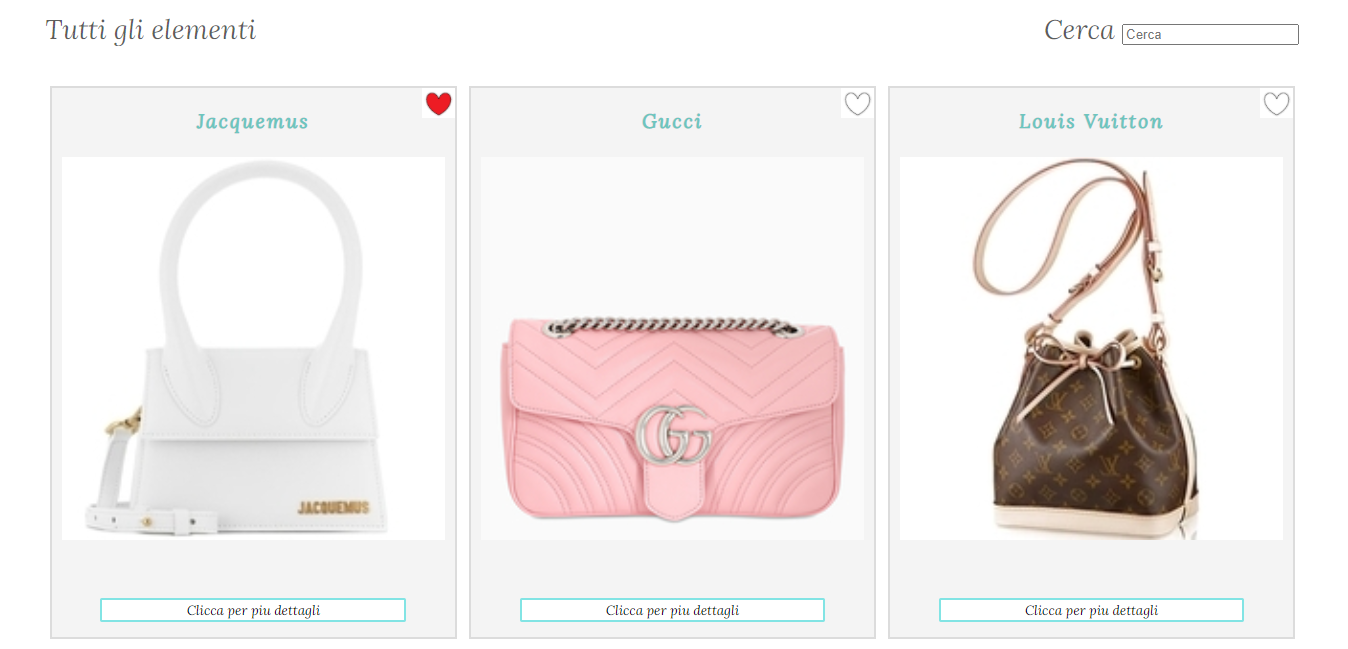 Tutti gli elementi
Cerca Cerca
Jacquemus
Gucci
Louis Vuitton
JACQUEMUS
Clicca per piu dettagli
Clicca per piu dettagli
Clicca per piu dettagli